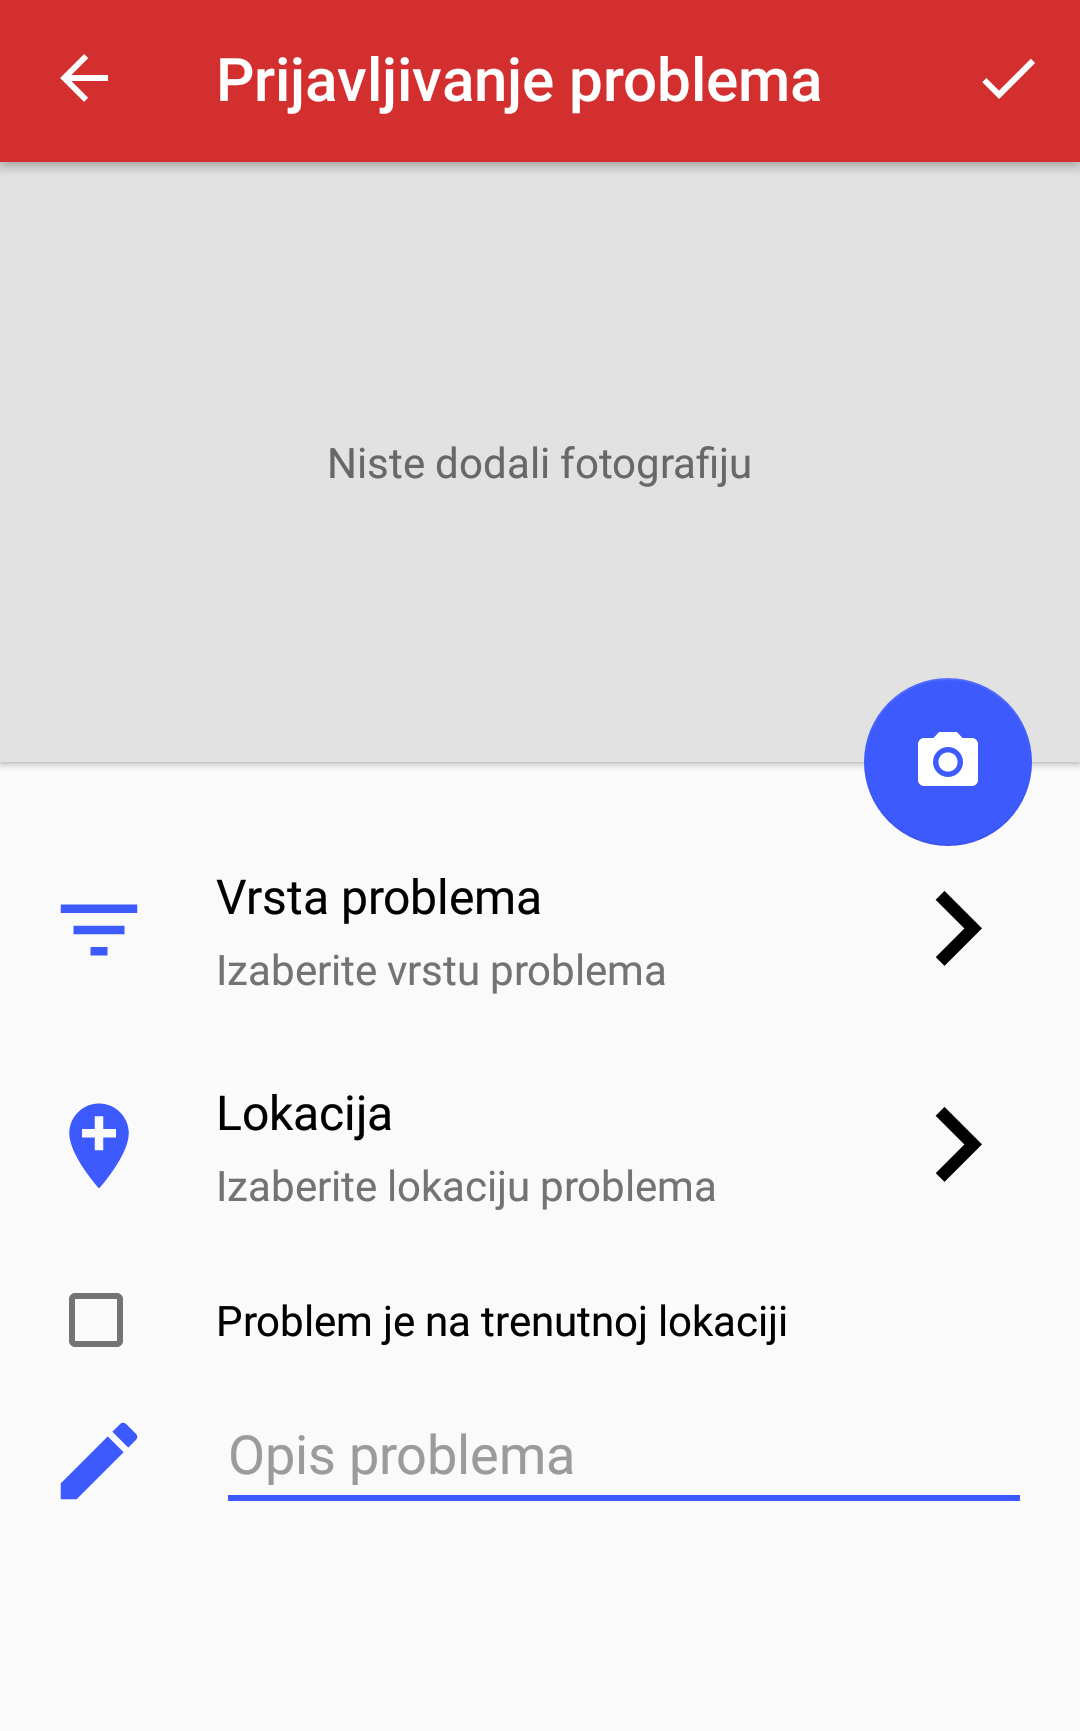 Prijavljivanje problema
Niste dodali fotografiju
Vrsta problema
Izaberite vrstu problema
Lokacija
Izaberite lokaciju problema
Problem je na trenutnoj lokaciji
Opis problema